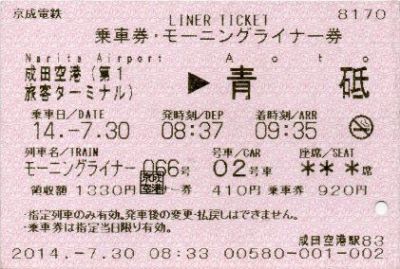 京成電鉄 LINER TICKET 8170
乗車券・モーニングライナー券
Narita Airport Aoto
成田空港(第1旅客ターミナル) ▶ 青砥
乗車日/DATE 発時刻/DEP 着時刻/ARR
14.-7.30 08:37 09:35
列車名/TRAIN 号車/CAR 座席/SEAT
モーニングライナー 066号 02号車 ***席
領収額 1330円 ライナー券 410円 乗車券 920円
・指定列車のみ有効。発車後の変更・払戻しはできません。
・乗車券は指定当日限り有効。
成田空港駅83
2014.-7.30 08:33 00580-001-002